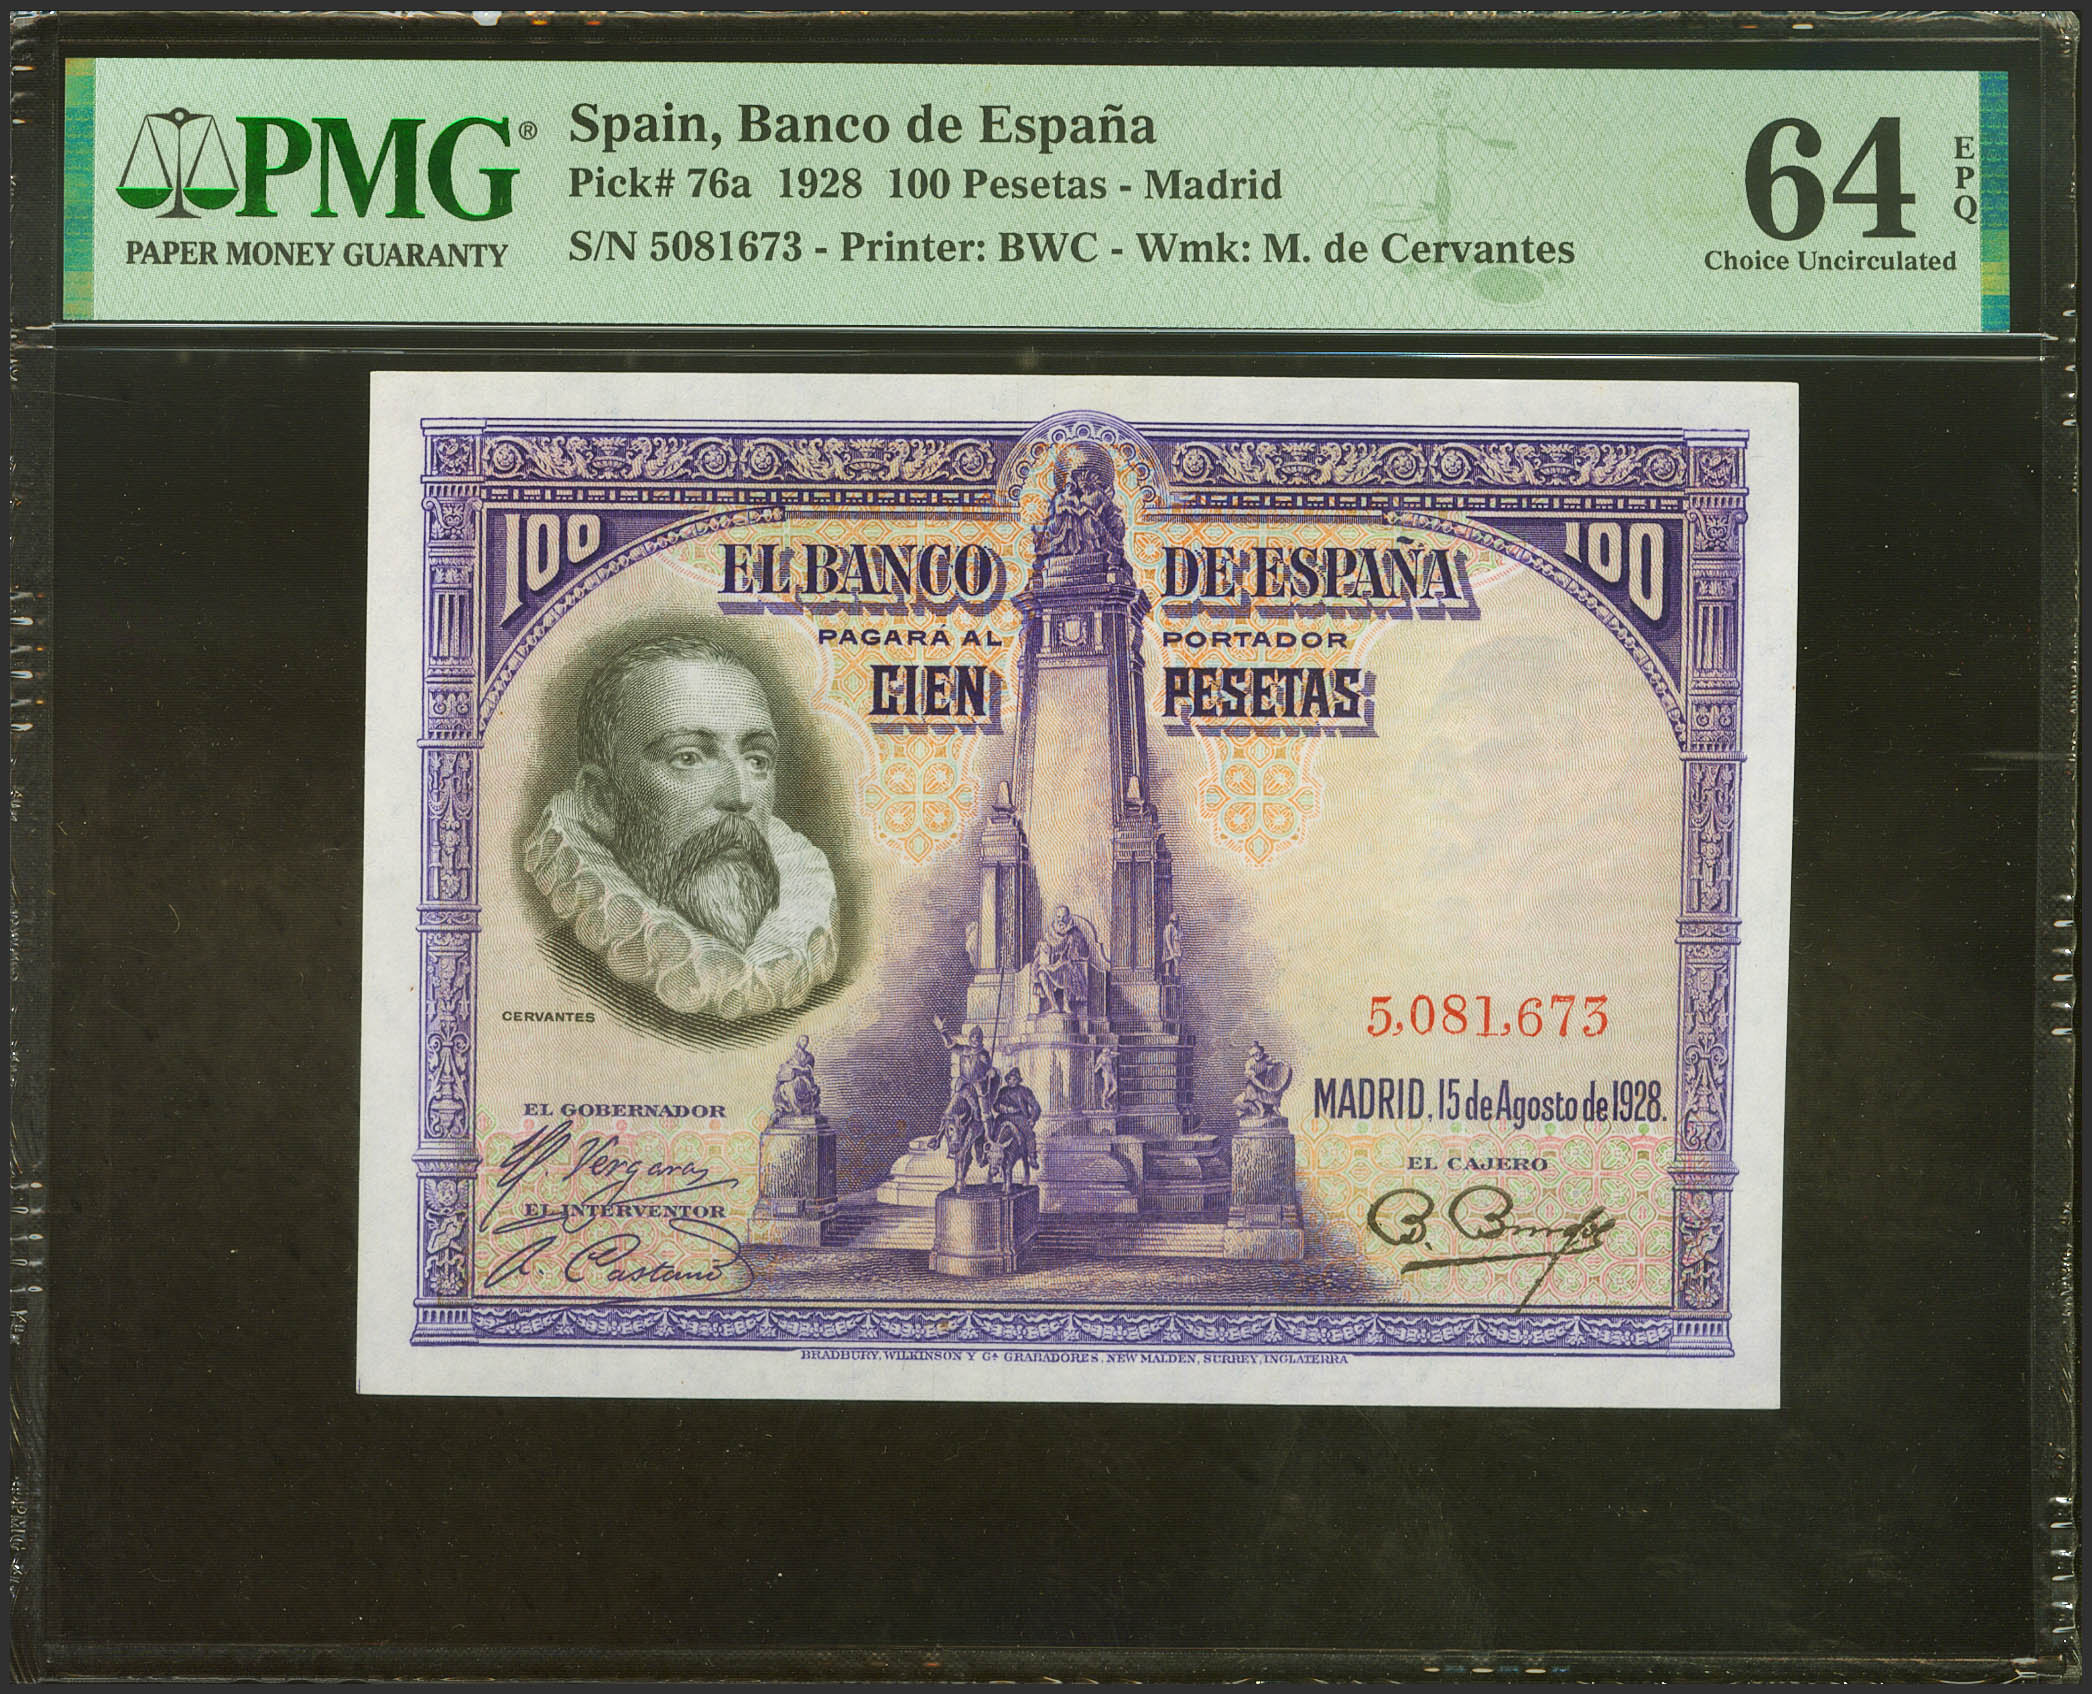 PMG®
PAPER MONEY GUARANTY
Spain, Banco de España
Pick# 76a 1928 100 Pesetas - Madrid
S/N 5081673 - Printer: BWC - Wmk: M. de Cervantes
64
EPQ
Choice Uncirculated
100
100
EL BANCO DE ESPAÑA
PAGARÁ AL PORTADOR
CIEN PESETAS
CERVANTES
5,081,673
MADRID, 15 de Agosto de 1928.
EL GOBERNADOR
Vergara
EL INTERVENTOR
A. Castaño
EL CAJERO
BRADBURY, WILKINSON Y Cª GRABADORES, NEW MALDEN, SURREY, INGLATERRA